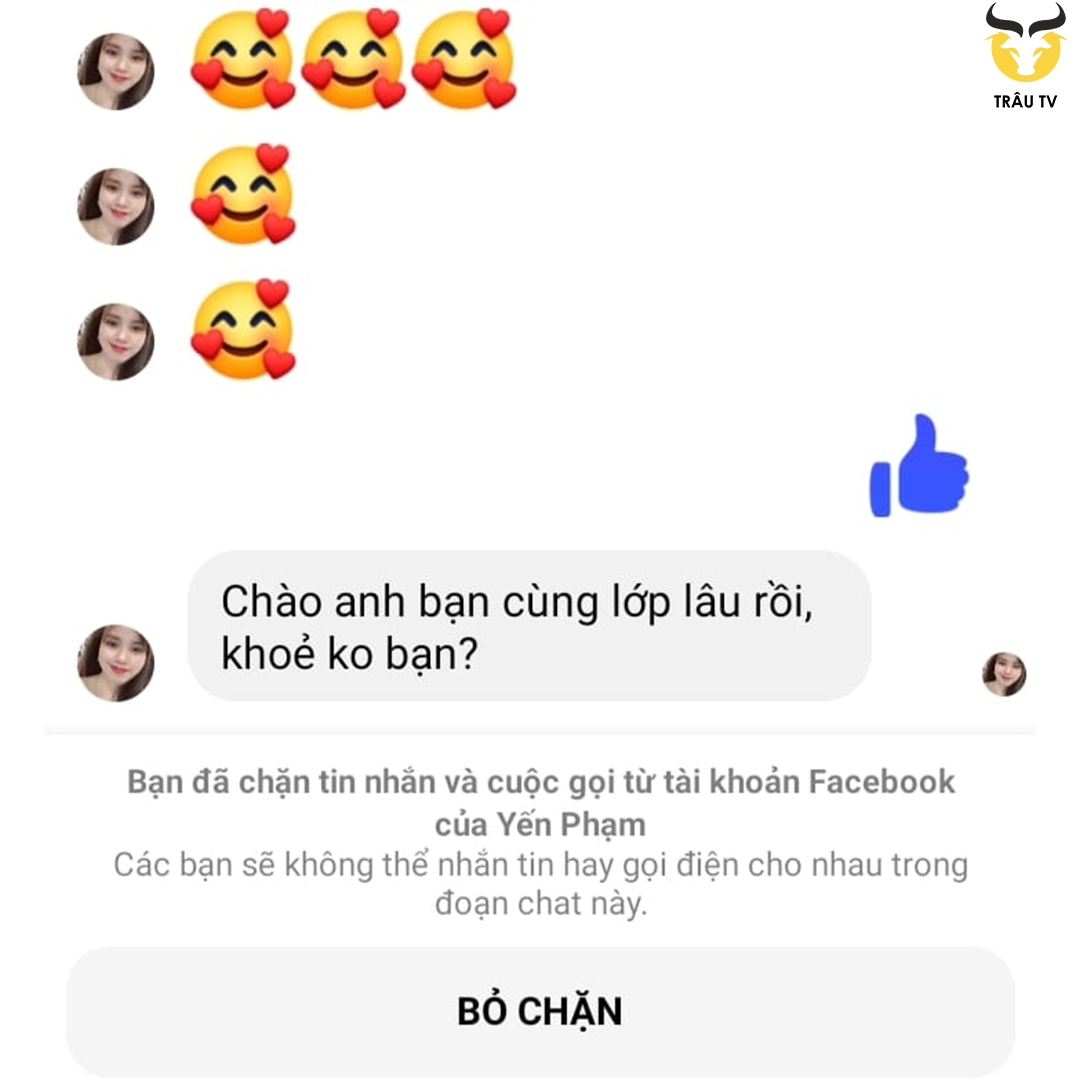 TRÂU TV
Chào anh bạn cùng lớp lâu rồi,
khoẻ ko bạn?
Bạn đã chặn tin nhắn và cuộc gọi từ tài khoản Facebook
của Yến Phạm
Các bạn sẽ không thể nhắn tin hay gọi điện cho nhau trong
đoạn chat này.
BỎ CHẶN